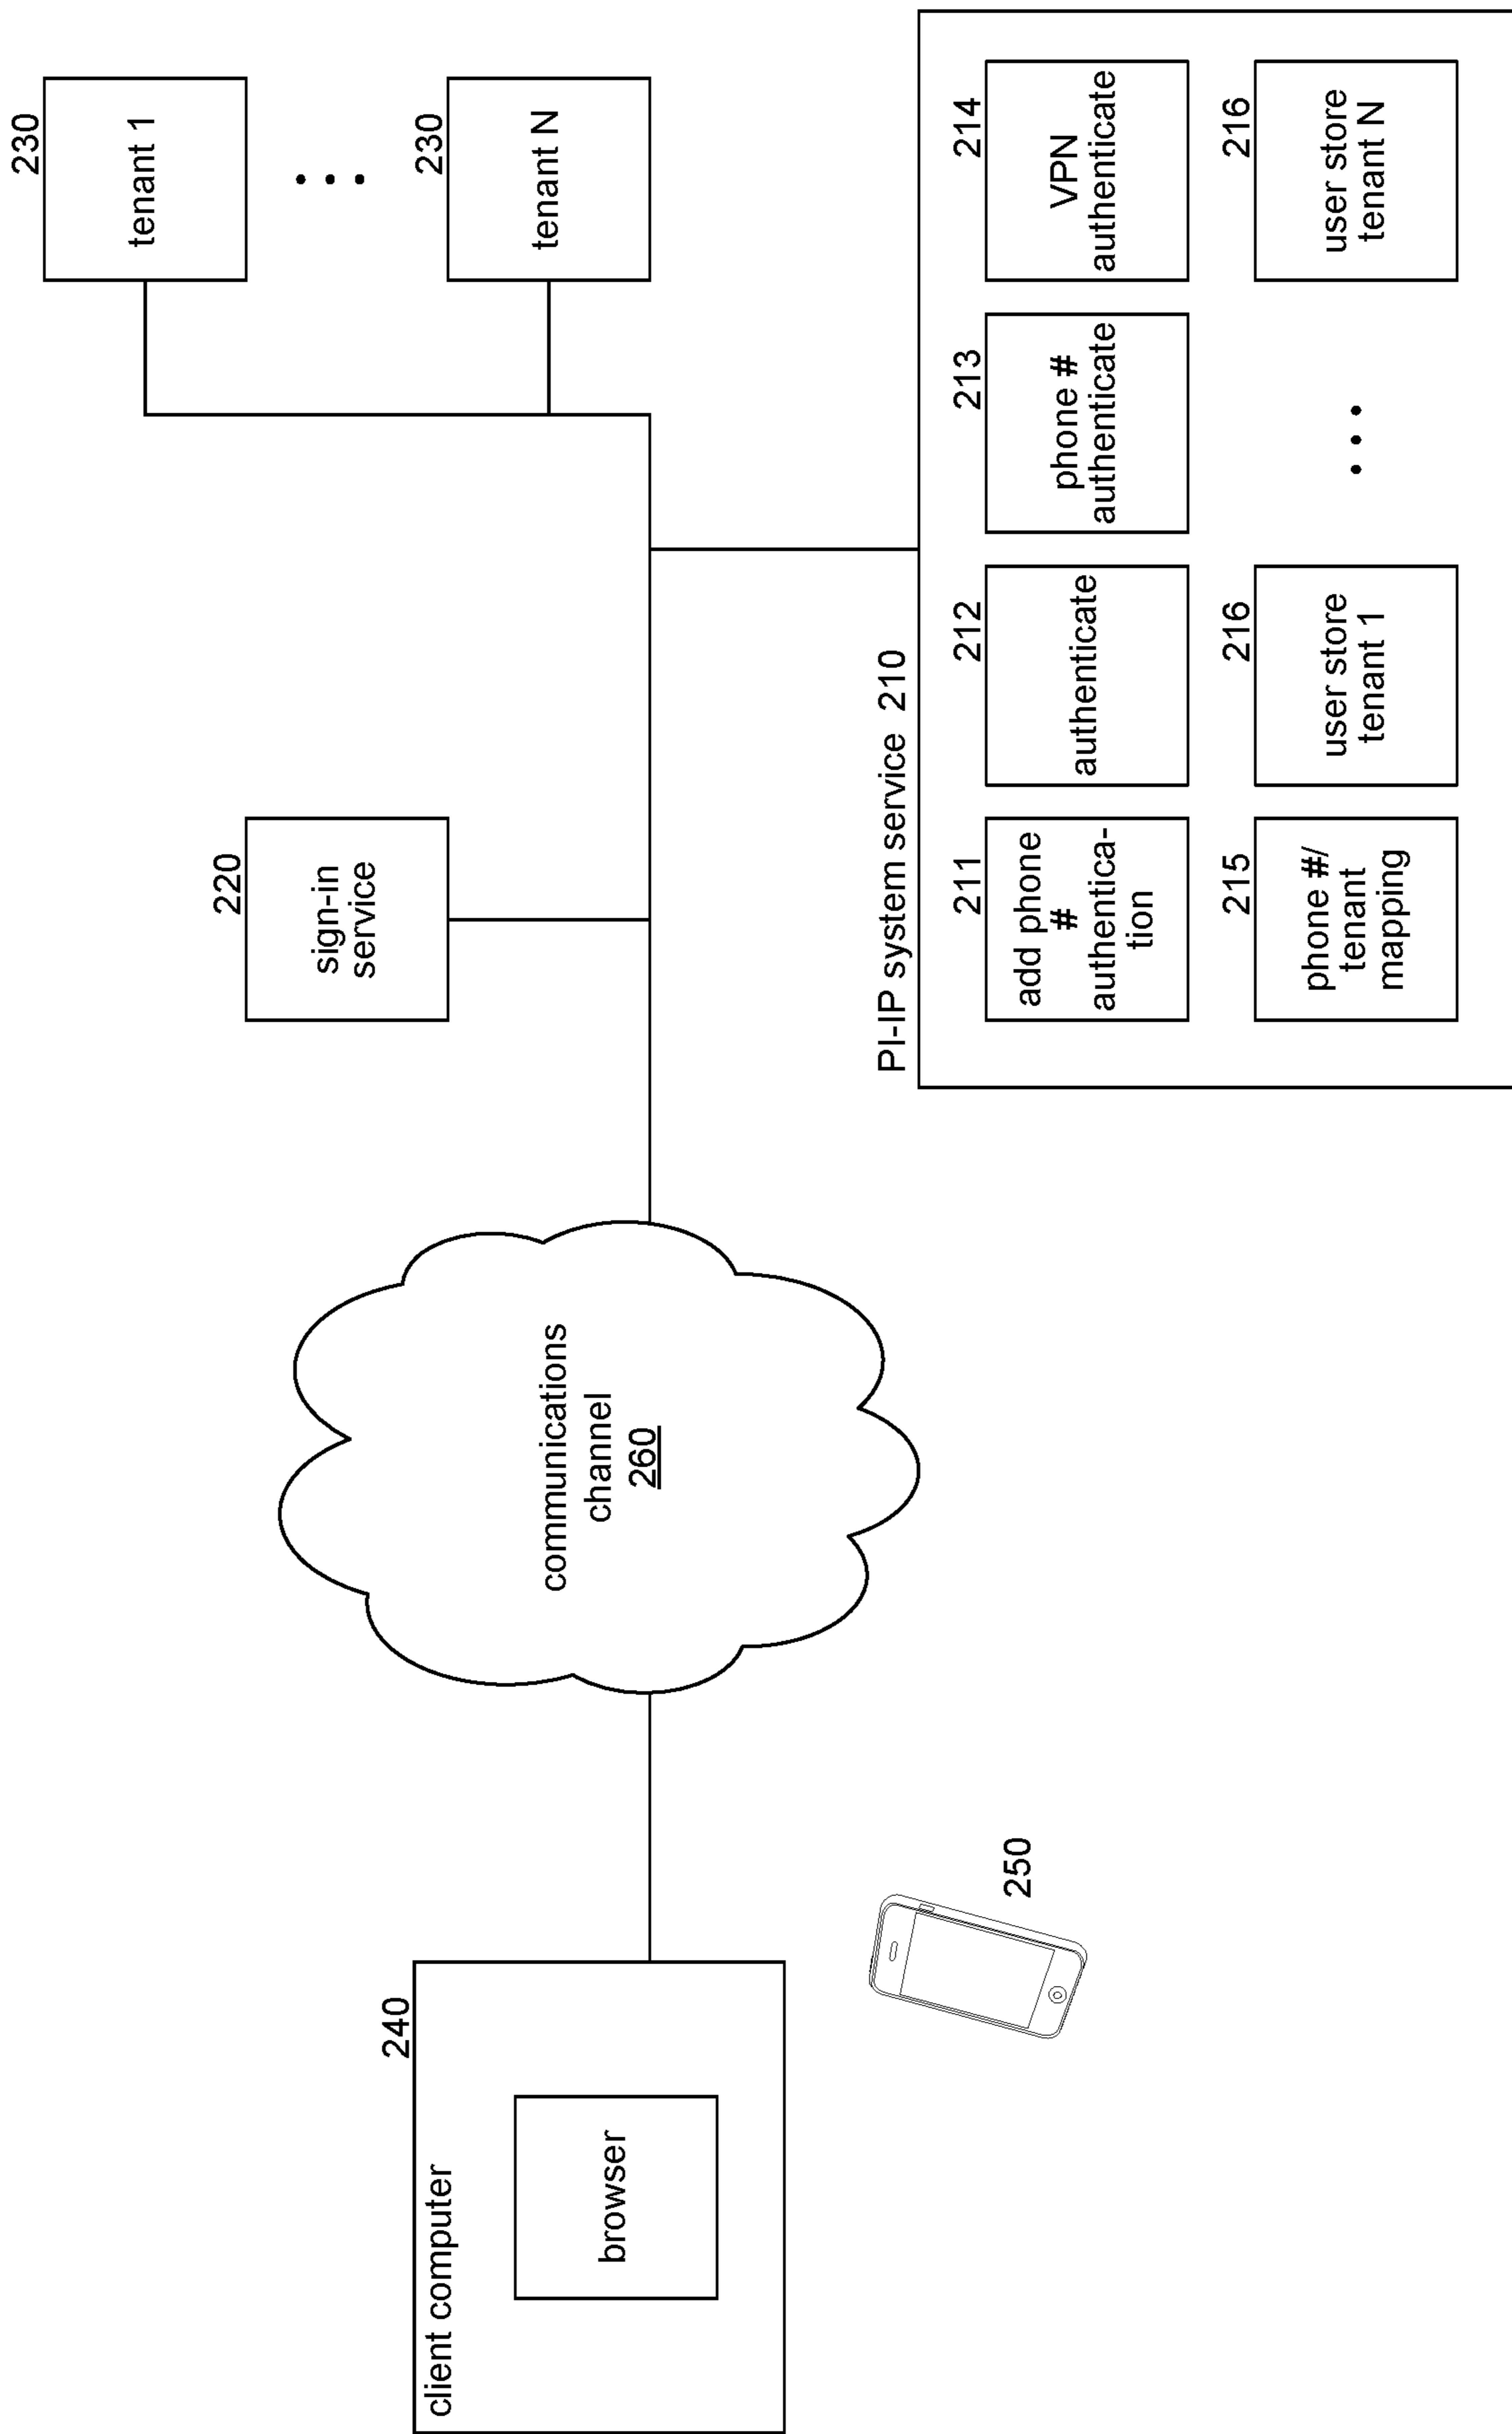 client computer
240
browser
250
communications
channel
260
220
sign-in
service
230
tenant 1
230
tenant N
PI-IP system service 210
211
add phone
#
authentica-
tion
212
authenticate
213
phone #
authenticate
214
VPN
authenticate
215
phone #/
tenant
mapping
216
user store
tenant 1
216
user store
tenant N